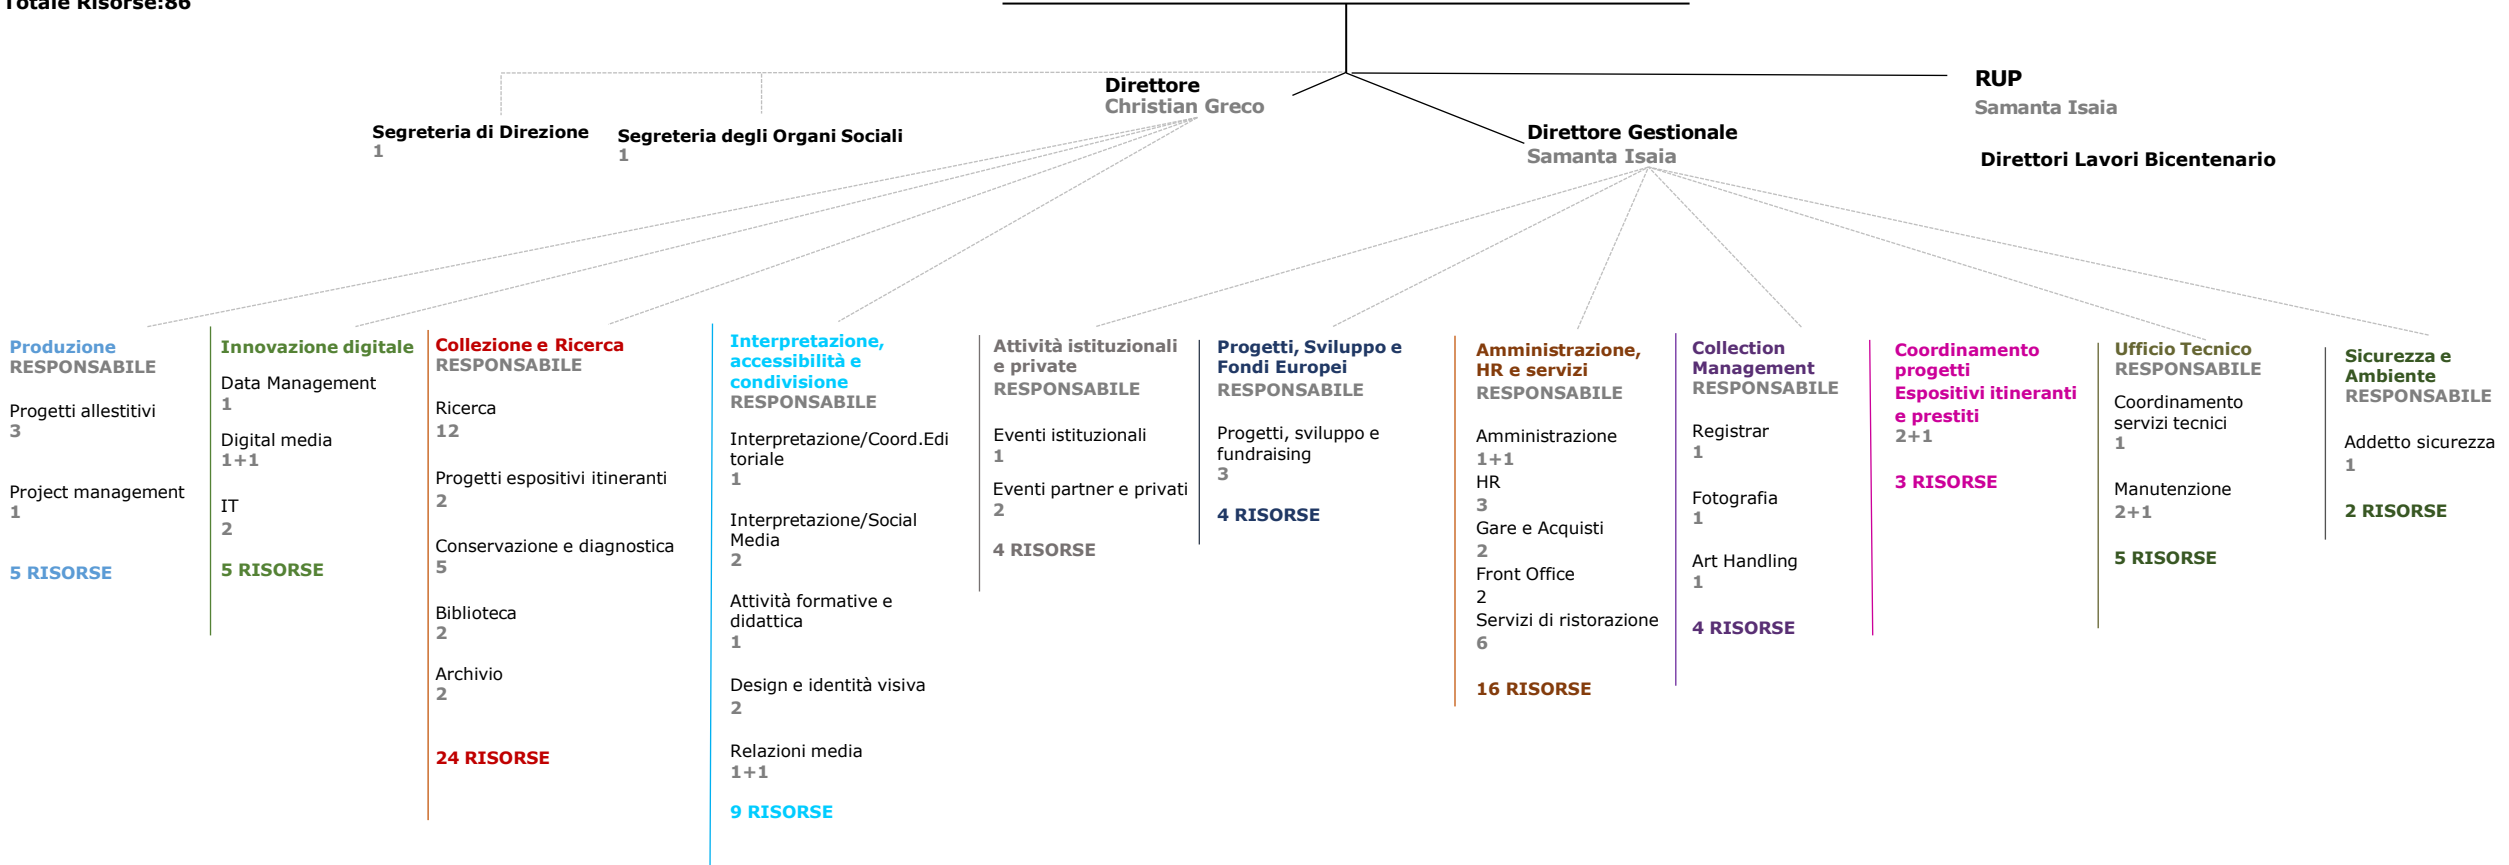 Totale Risorse:86
Direttore
Christian Greco
RUP
Samanta Isaia
Segreteria di Direzione
1
Segreteria degli Organi Sociali
1
Direttore Gestionale
Samanta Isaia
Direttori Lavori Bicentenario
Produzione
RESPONSABILE
Progetti allestitivi
3
Project management
1
5 RISORSE
Innovazione digitale
Data Management
1
Digital media
1+1
IT
2
5 RISORSE
Collezione e Ricerca
RESPONSABILE
Ricerca
12
Progetti espositivi itineranti
2
Conservazione e diagnostica
5
Biblioteca
2
Archivio
2
24 RISORSE
Interpretazione,
accessibilità e
condivisione
RESPONSABILE
Interpretazione/Coord.Edi
toriale
1
Interpretazione/Social
Media
2
Attività formative e
didattica
1
Design e identità visiva
2
Relazioni media
1+1
9 RISORSE
Attività istituzionali
e private
RESPONSABILE
Eventi istituzionali
1
Eventi partner e privati
2
4 RISORSE
Progetti, Sviluppo e
Fondi Europei
RESPONSABILE
Progetti, sviluppo e
fundraising
3
4 RISORSE
Amministrazione,
HR e servizi
RESPONSABILE
Amministrazione
1+1
HR
3
Gare e Acquisti
2
Front Office
2
Servizi di ristorazione
6
16 RISORSE
Collection
Management
RESPONSABILE
Registrar
1
Fotografia
1
Art Handling
1
4 RISORSE
Coordinamento
progetti
Espositivi itineranti
e prestiti
2+1
3 RISORSE
Ufficio Tecnico
RESPONSABILE
Coordinamento
servizi tecnici
1
Manutenzione
2+1
5 RISORSE
Sicurezza e
Ambiente
RESPONSABILE
Addetto sicurezza
1
2 RISORSE